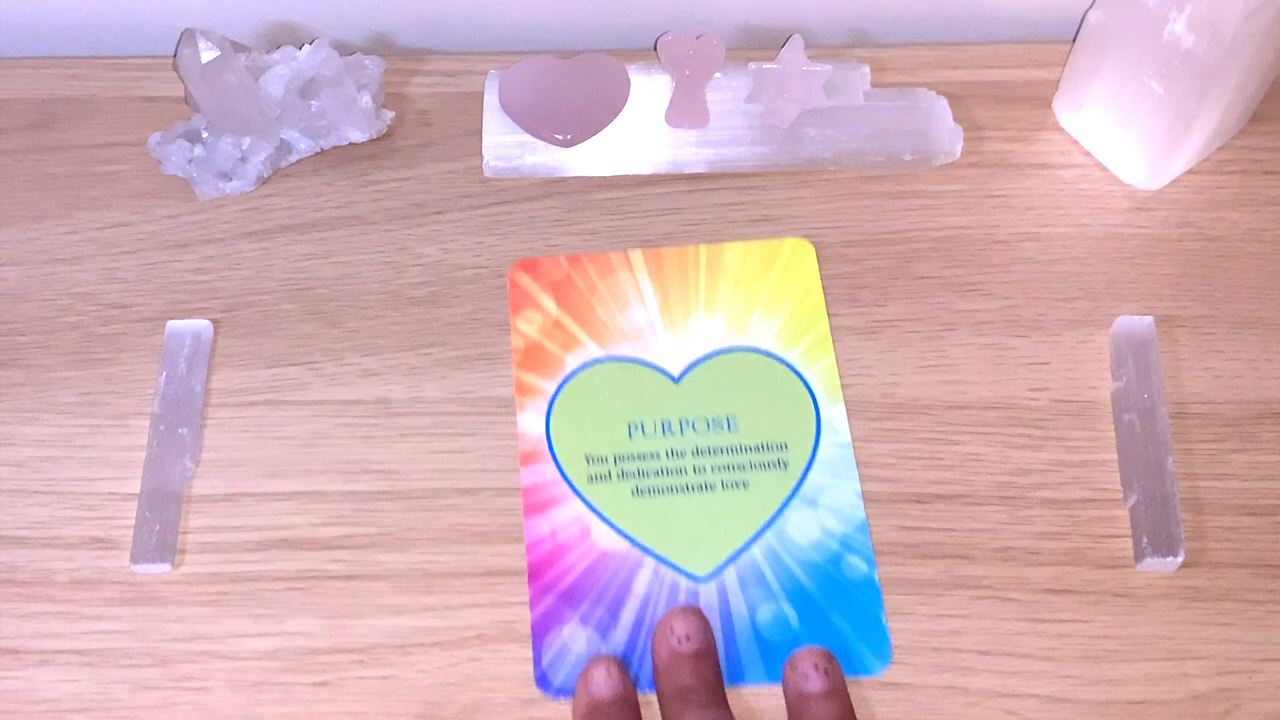 PURPOSE
You possess the determination
and dedication to consciously
demonstrate love